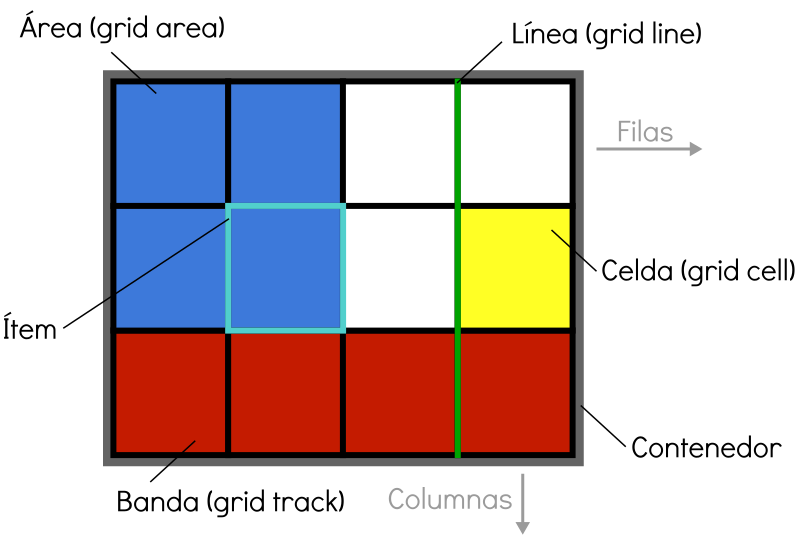 Área (grid area)
Línea (grid line)
Filas
Celda (grid cell)
Ítem
Contenedor
Banda (grid track)
Columnas